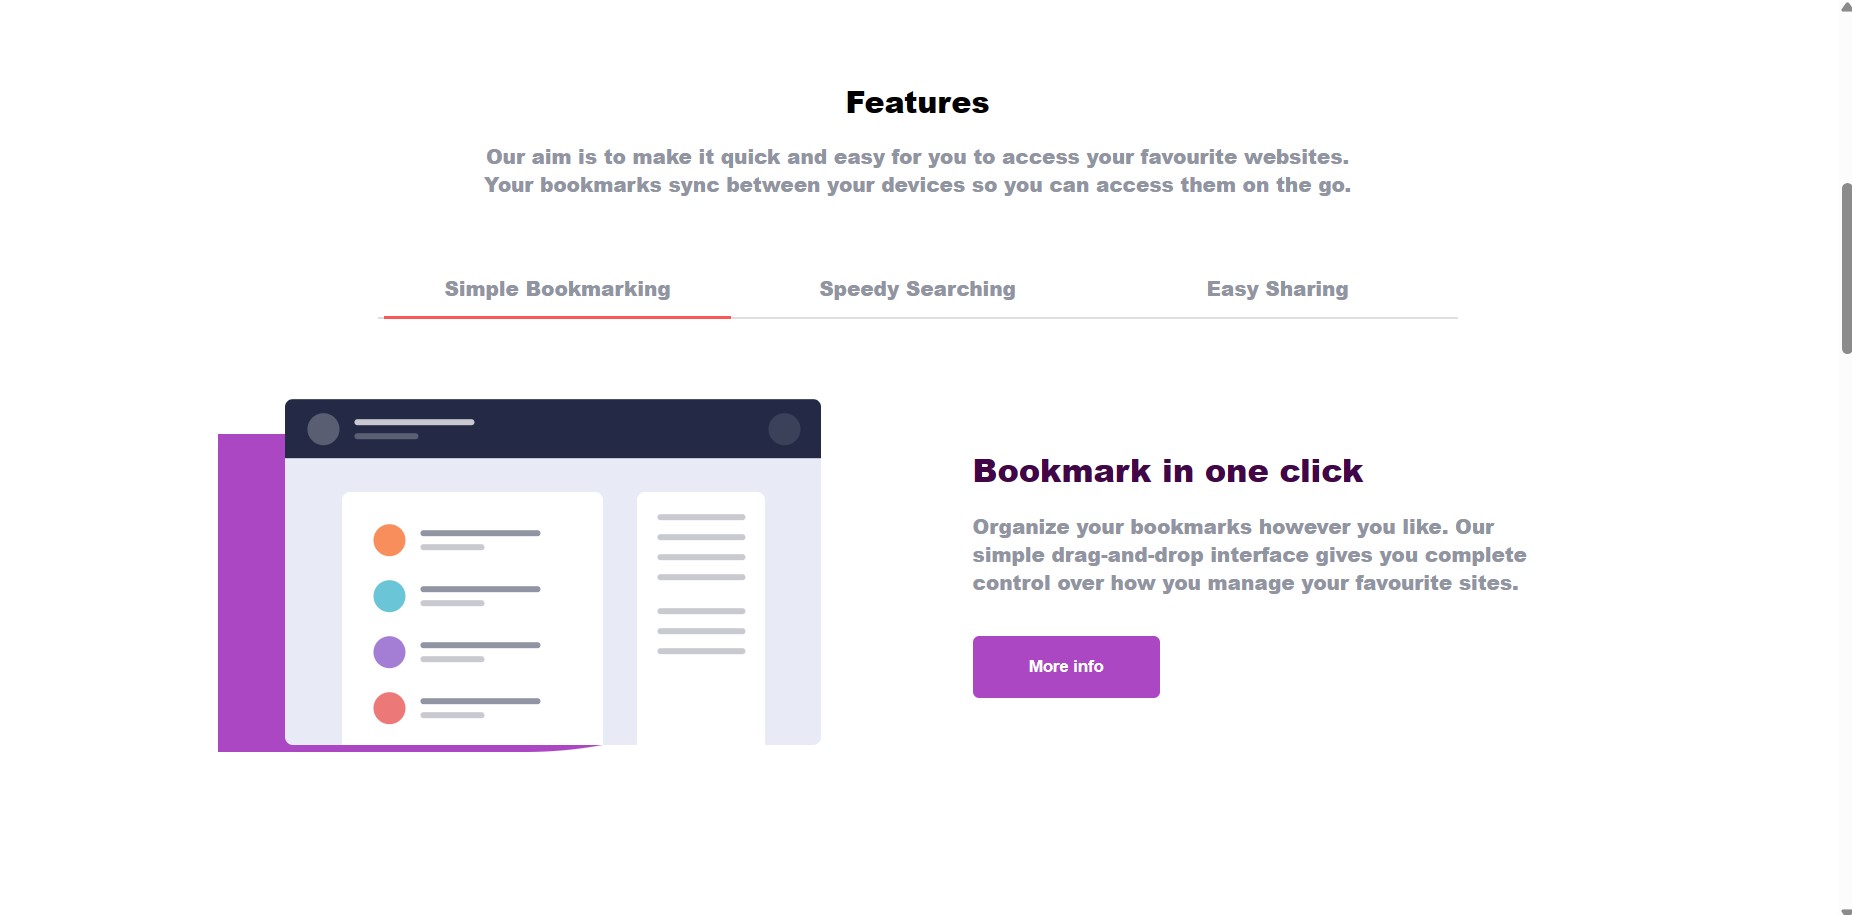 Features
Our aim is to make it quick and easy for you to access your favourite websites.
Your bookmarks sync between your devices so you can access them on the go.
Simple Bookmarking
Speedy Searching
Easy Sharing
Bookmark in one click
Organize your bookmarks however you like. Our
simple drag-and-drop interface gives you complete
control over how you manage your favourite sites.
More info